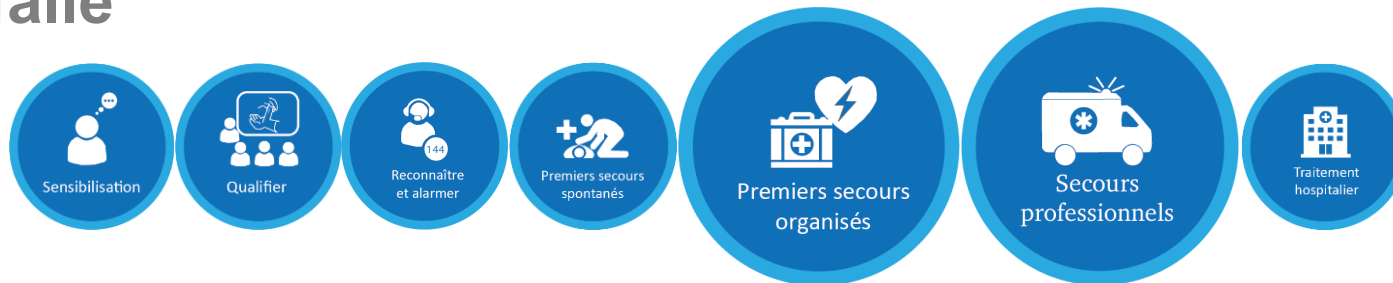 Sensibilisation
Qualifier
144
Reconnaître
et alarmer
Premiers secours
spontanés
Premiers secours
organisés
Secours
professionnels
Traitement
hospitalier